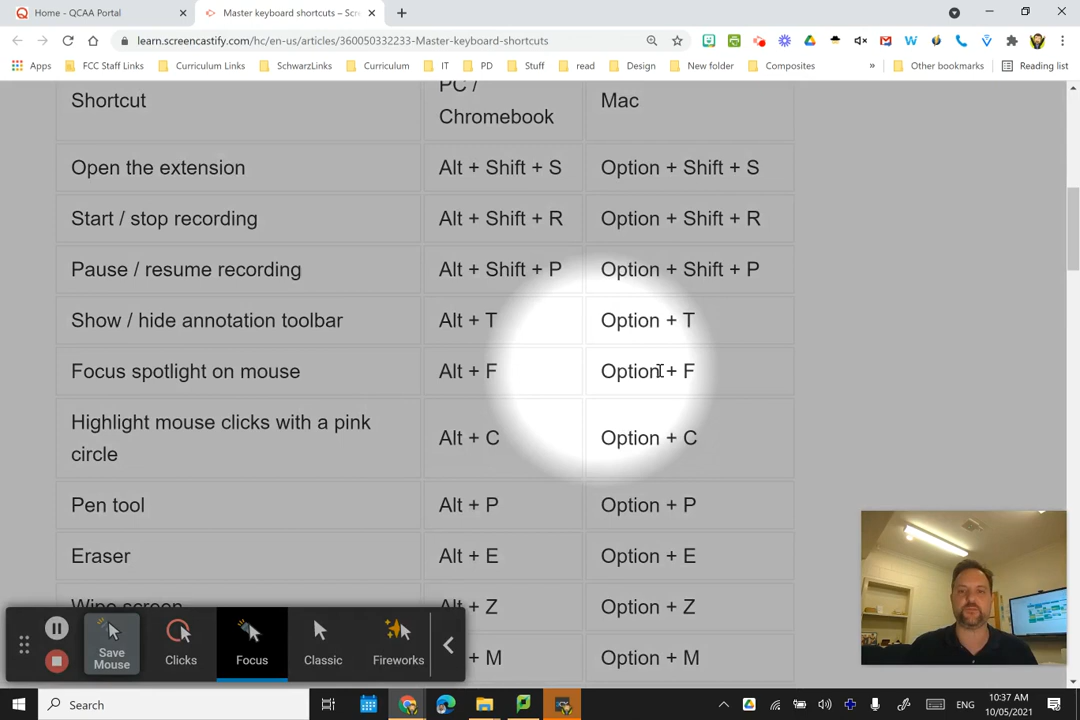 Home - QCAA Portal
Master keyboard shortcuts – Scre
learn.screencastify.com/hc/en-us/articles/360050332233-Master-keyboard-shortcuts
Apps FCC Staff Links Curriculum Links SchwarzLinks Curriculum IT PD Stuff read Design New folder Composites » Other bookmarks Reading list
Shortcut PC / Chromebook Mac
Open the extension Alt + Shift + S Option + Shift + S
Start / stop recording Alt + Shift + R Option + Shift + R
Pause / resume recording Alt + Shift + P Option + Shift + P
Show / hide annotation toolbar Alt + T Option + T
Focus spotlight on mouse Alt + F Option + F
Highlight mouse clicks with a pink
circle Alt + C Option + C
Pen tool Alt + P Option + P
Eraser Alt + E Option + E
Wipe screen Alt + Z Option + Z
+ M Option + M
Save
Mouse
Clicks
Focus
Classic
Fireworks
Search
ENG
10:37 AM
10/05/2021